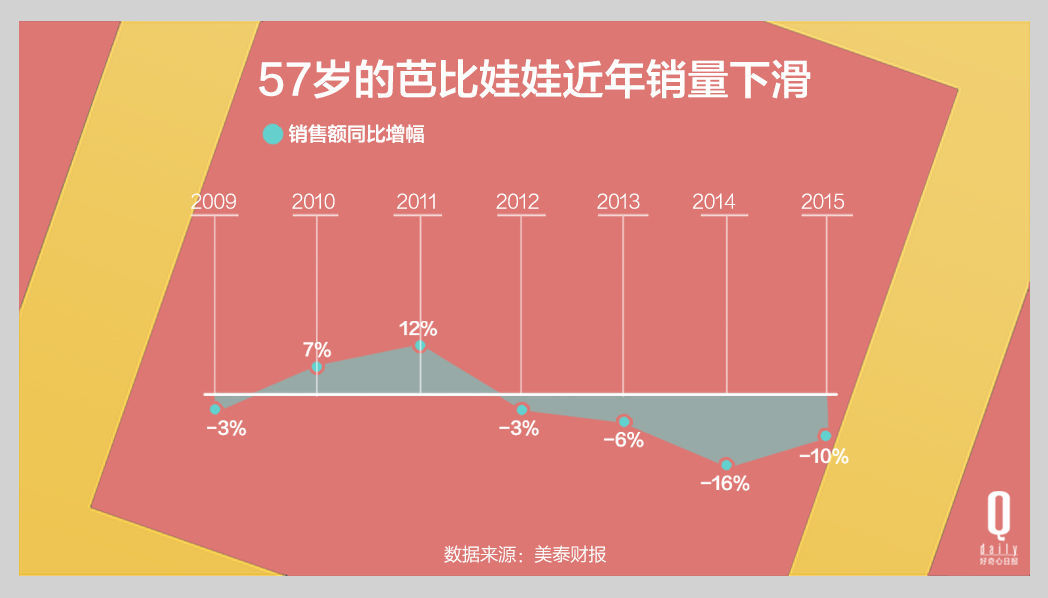 57岁的芭比娃娃近年销量下滑
销售额同比增幅
2009 2010 2011 2012 2013 2014 2015
12%
7%
−3% −3%
−6%
−10%
−16%
数据来源：美泰财报
Q
daily
好奇心日报